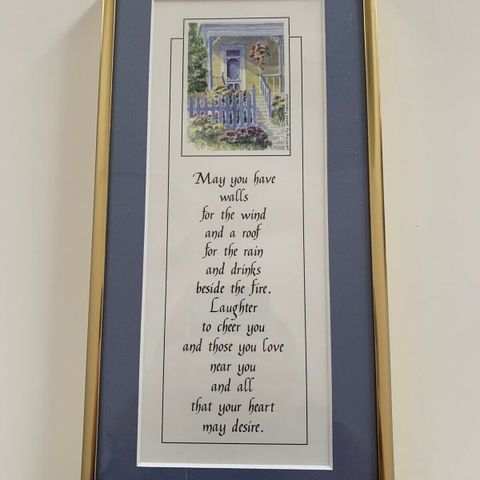 May you have
walls
for the wind
and a roof
for the rain
and drinks
beside the fire.
Laughter
to cheer you
and those you love
near you
and all
that your heart
may desire.